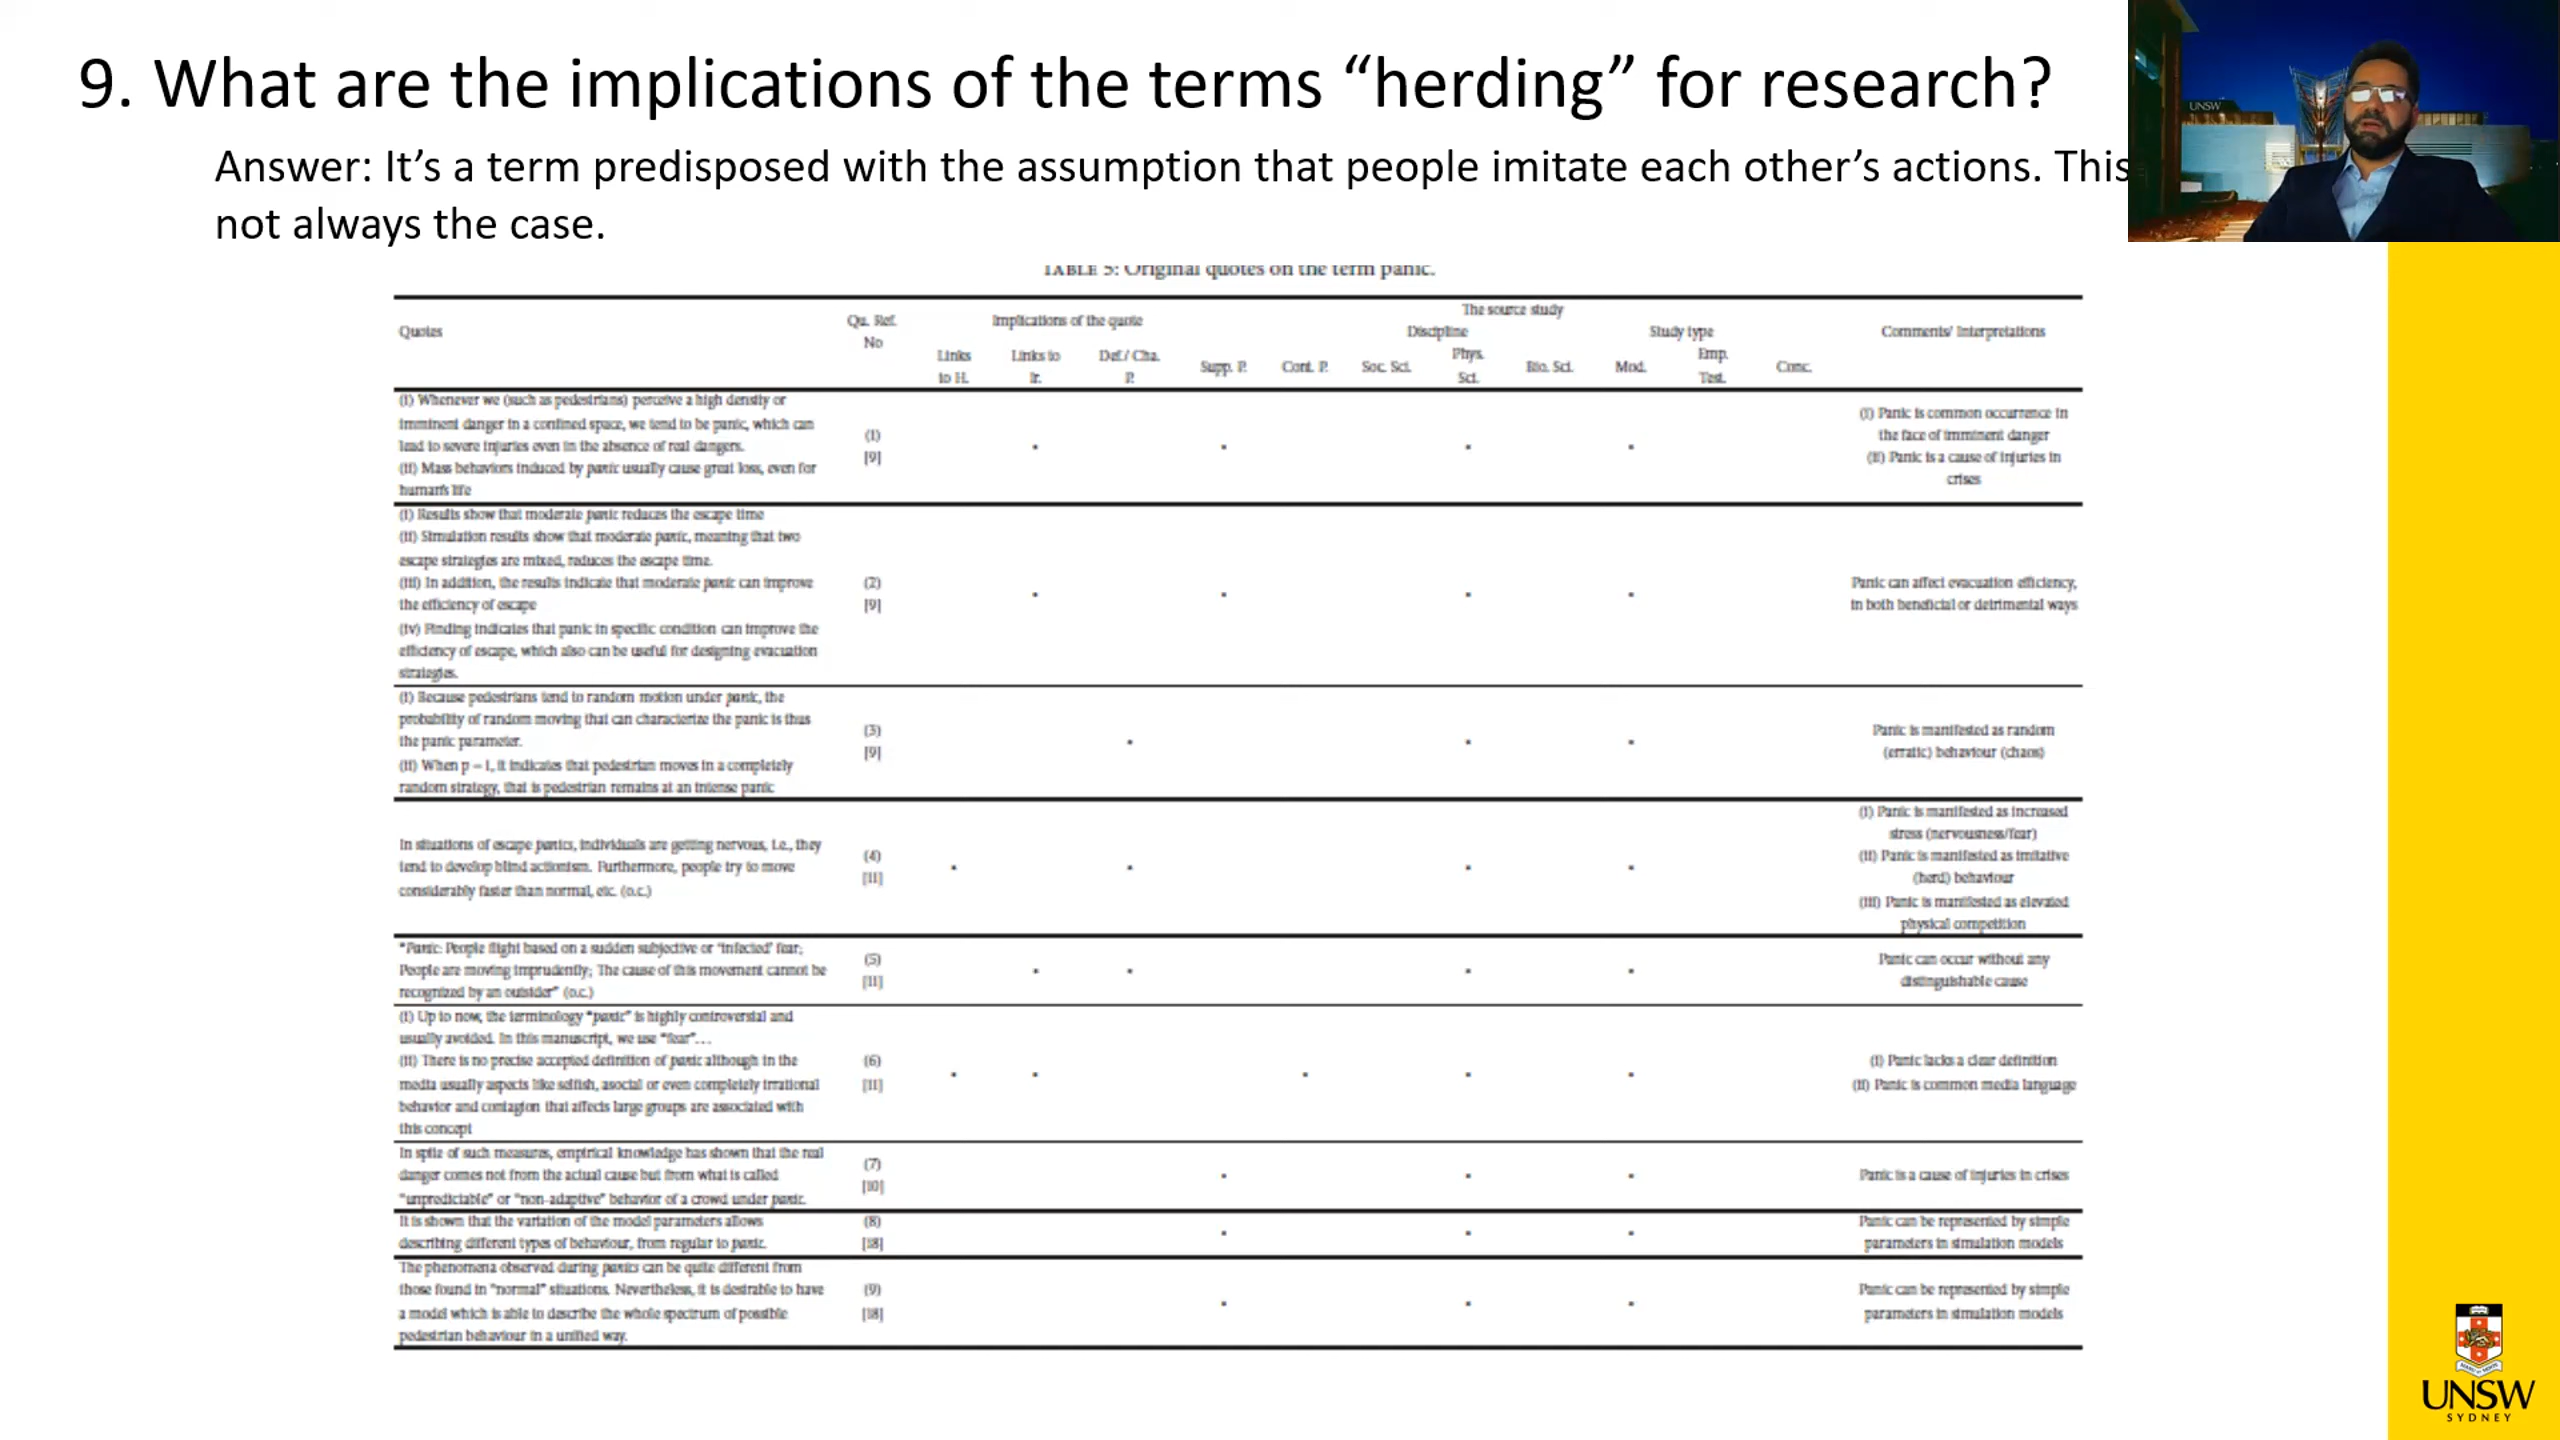 9. What are the implications of the terms “herding” for research?
Answer: It’s a term predisposed with the assumption that people imitate each other’s actions. This
not always the case.
UNSW
TABLE 5: Original quotes on the term panic.
Quotes
Qu. Ref.
No
Implications of the quote
The source study
Discipline
Study type
Comments/ Interpretations
Links
to H.
Links to
Ir.
Def./ Cha.
P.
Supp. P.
Cont. P.
Soc. Sci.
Phys.
Sci.
Bio. Sci.
Mod.
Emp.
Test.
Conc.
(i) Whenever we (such as pedestrians) perceive a high density or
imminent danger in a confined space, we tend to be panic, which can
lead to severe injuries even in the absence of real dangers.
(ii) Mass behaviors induced by panic usually cause great loss, even for
human's life
(1)
[9]
(i) Panic is common occurrence in
the face of imminent danger
(ii) Panic is a cause of injuries in
crises
(i) Results show that moderate panic reduces the escape time
(ii) Simulation results show that moderate panic, meaning that two
escape strategies are mixed, reduces the escape time.
(iii) In addition, the results indicate that moderate panic can improve
the efficiency of escape
(iv) Finding indicates that panic in specific condition can improve the
efficiency of escape, which also can be useful for designing evacuation
strategies.
(2)
[9]
Panic can affect evacuation efficiency,
in both beneficial or detrimental ways
(i) Because pedestrians tend to random motion under panic, the
probability of random moving that can characterize the panic is thus
the panic parameter.
(ii) When p = 1, it indicates that pedestrian moves in a completely
random strategy, that is pedestrian remains at an intense panic
(3)
[9]
Panic is manifested as random
(erratic) behaviour (chaos)
In situations of escape panics, individuals are getting nervous, i.e., they
tend to develop blind actionism. Furthermore, people try to move
considerably faster than normal, etc. (o.c.)
(4)
[11]
(i) Panic is manifested as increased
stress (nervousness/fear)
(ii) Panic is manifested as imitative
(herd) behaviour
(iii) Panic is manifested as elevated
physical competition
“Panic: People flight based on a sudden subjective or ‘infected’ fear;
People are moving imprudently; The cause of this movement cannot be
recognized by an outsider” (o.c.)
(5)
[11]
Panic can occur without any
distinguishable cause
(i) Up to now, the terminology “panic” is highly controversial and
usually avoided. In this manuscript, we use “fear”...
(ii) There is no precise accepted definition of panic although in the
media usually aspects like selfish, asocial or even completely irrational
behavior and contagion that affects large groups are associated with
this concept
(6)
[11]
(i) Panic lacks a clear definition
(ii) Panic is common media language
In spite of such measures, empirical knowledge has shown that the real
danger comes not from the actual cause but from what is called
“unpredictable” or “non-adaptive” behavior of a crowd under panic.
(7)
[10]
Panic is a cause of injuries in crises
It is shown that the variation of the model parameters allows
describing different types of behaviour, from regular to panic.
(8)
[18]
Panic can be represented by simple
parameters in simulation models
The phenomena observed during panics can be quite different from
those found in “normal” situations. Nevertheless, it is desirable to have
a model which is able to describe the whole spectrum of possible
pedestrian behaviour in a unified way.
(9)
[18]
Panic can be represented by simple
parameters in simulation models
UNSW
SYDNEY